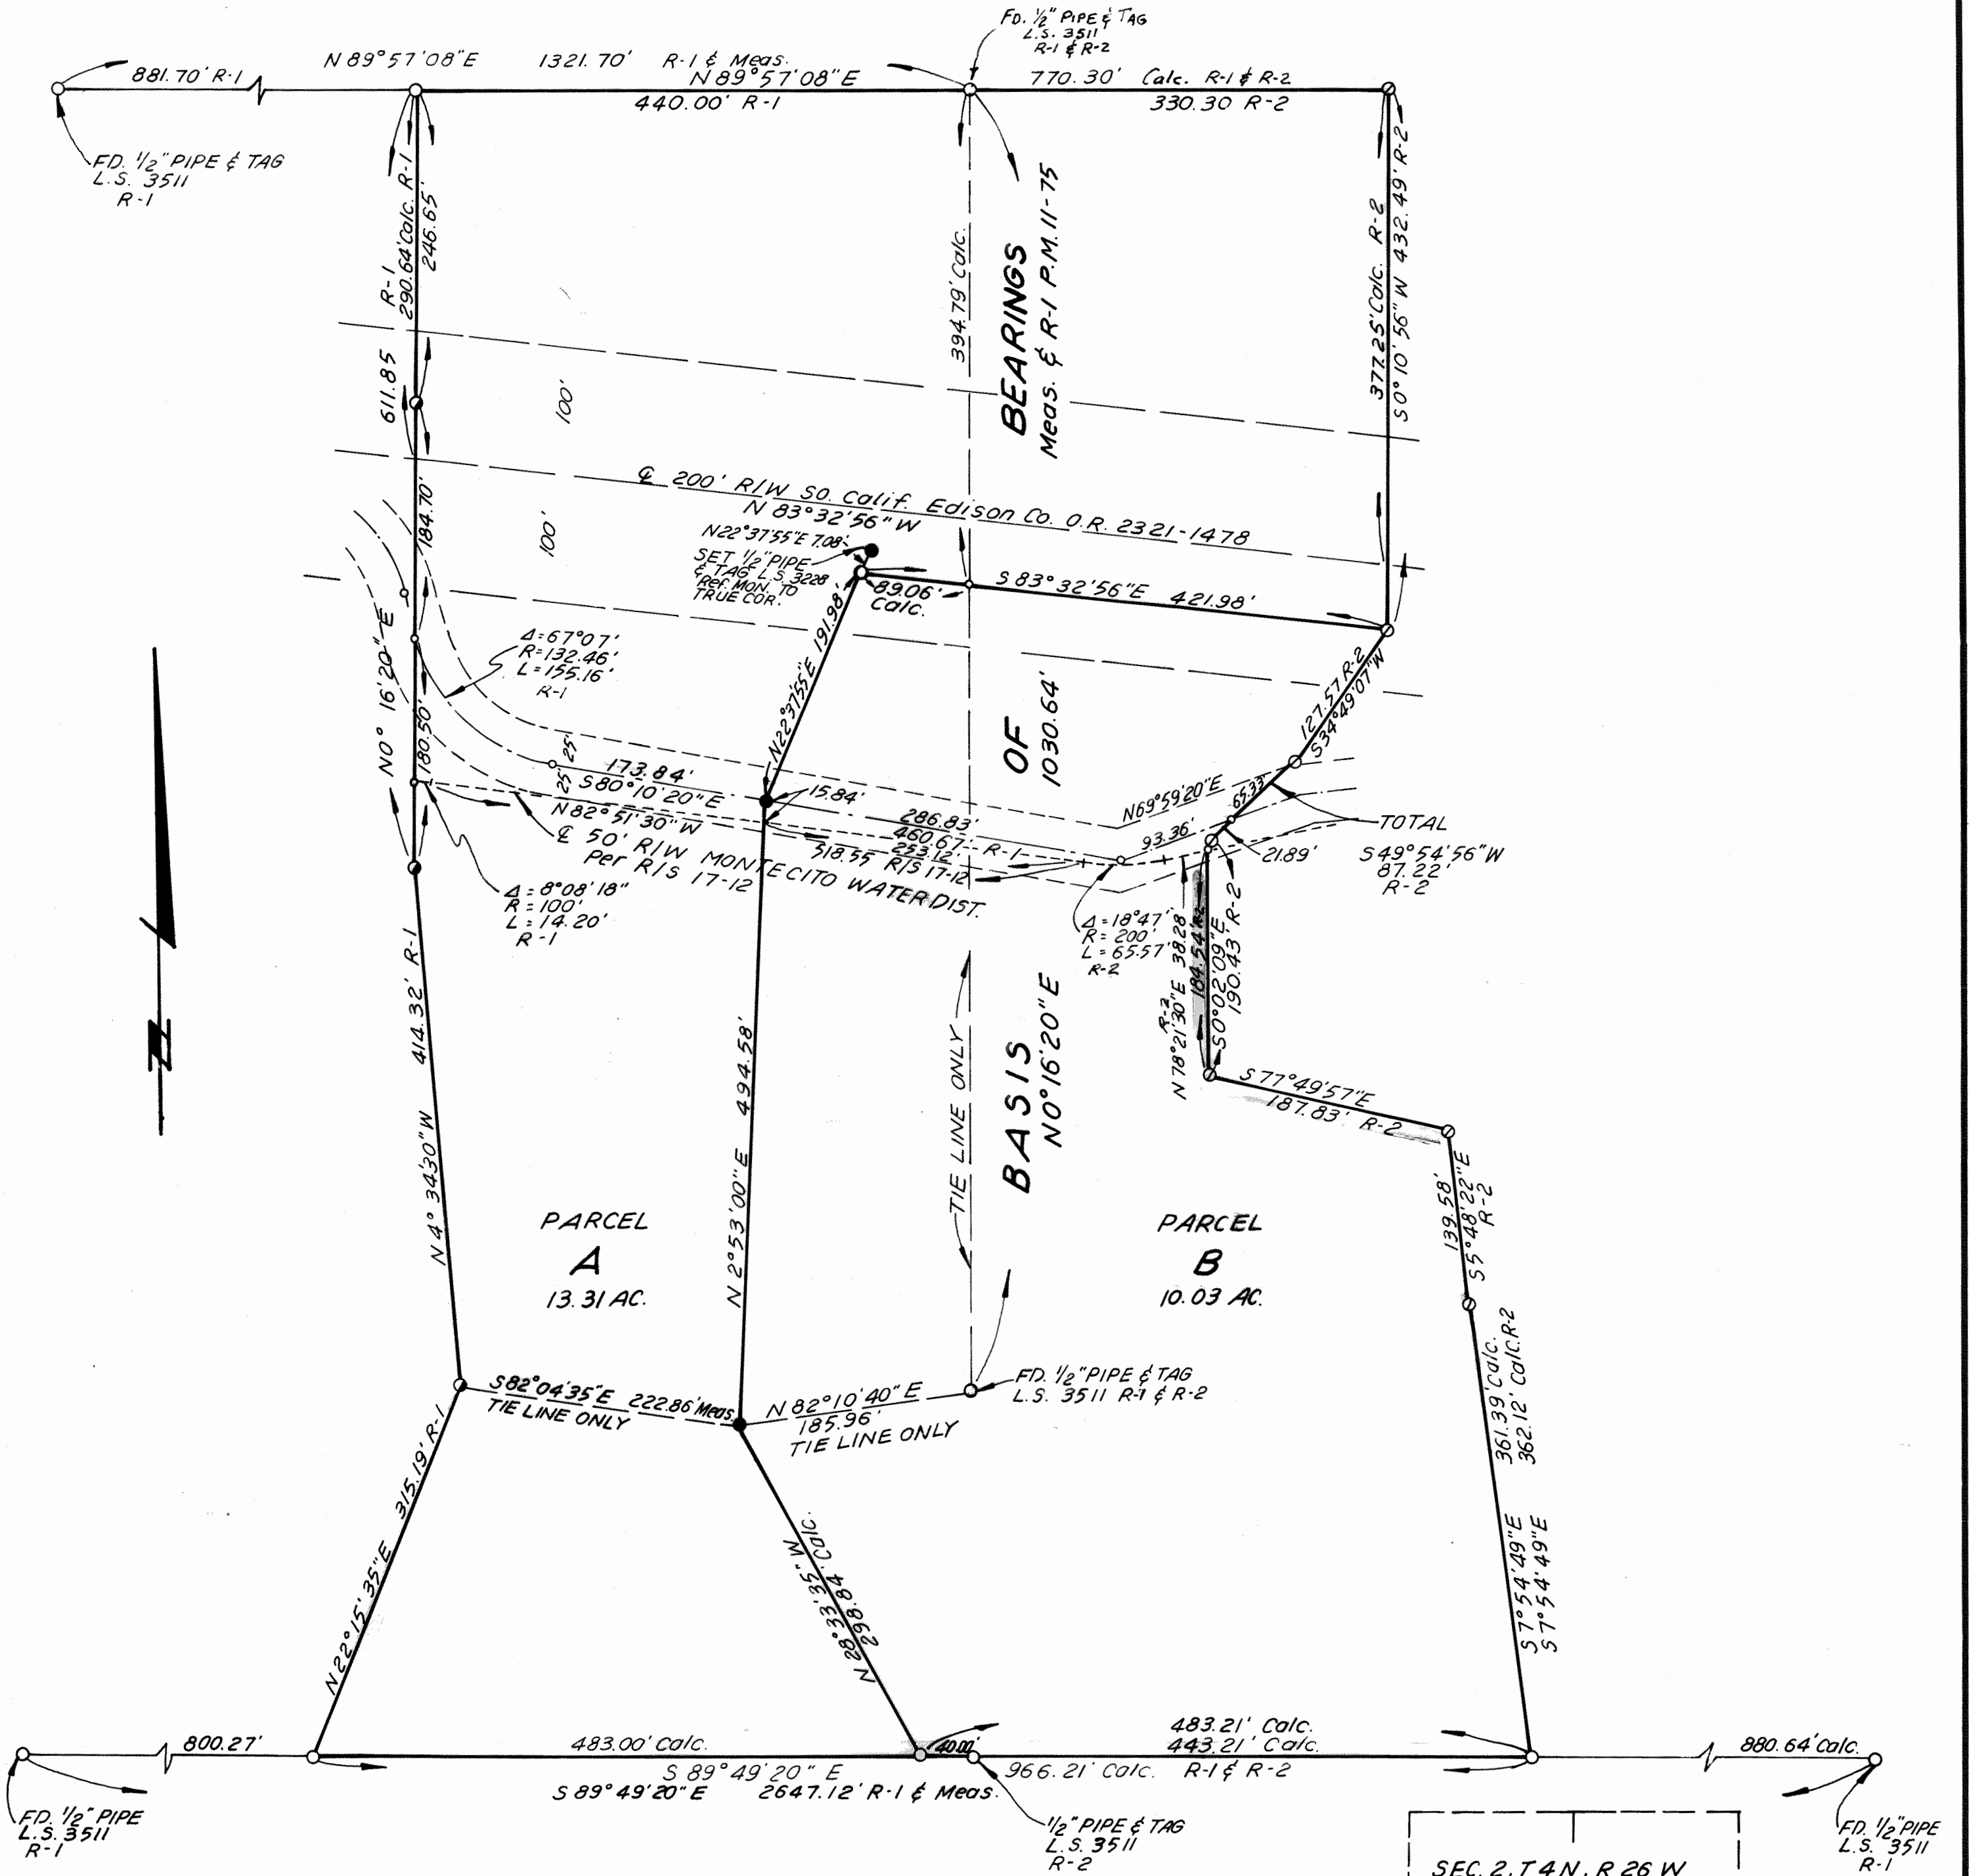 FD. 1/2" PIPE & TAG
L.S. 3511
R-1 & R-2
881.70' R-1
N 89°57'08"E 1321.70' R-1 & Meas.
N 89°57'08"E
440.00' R-1
770.30' Calc. R-1 & R-2
330.30 R-2
FD. 1/2" PIPE & TAG
L.S. 3511
R-1
611.85 R-1
290.64' Calc. R-1
246.65'
394.79' Calc.
BASIS OF BEARINGS
N0°16'20"E 1030.64' Meas. & R-1 P.M. 11-75
377.25' Calc. R-2
S0°10'56"W 432.49' R-2
100'
100'
℄ 200' R/W So. Calif. Edison Co. O.R. 2321-1478
N 83°32'56"W
184.70'
N22°37'55"E 7.08'
SET 1/2" PIPE
& TAG L.S. 3228
Ref. MON. TO
TRUE COR.
89.06'
Calc.
S 83°32'56"E 421.98'
N22°37'55"E 191.98'
Δ=67°07'
R=132.46'
L=155.16'
R-1
N0° 16'20" E
180.50'
25' 25'
173.84'
S80°10'20"E
N82°51'30"W
℄ 50' R/W MONTECITO WATER DIST.
Per R/S 17-12
15.84'
286.83'
460.67' R-1
253.12'
518.55 R/S 17-12
127.57 R-2
S34°49'07"W
N69°59'20"E
65.33'
93.36'
21.89'
TOTAL
S49°54'56"W
87.22'
R-2
Δ=8°08'18"
R=100'
L=14.20'
R-1
Δ=18°47'
R=200'
L=65.57'
R-2
N78°21'30"E 38.28'
R-2
184.54' R-2
S0°02'09"E
190.43' R-2
N4°34'30"W 414.32' R-1
N2°53'00"E 494.58'
TIE LINE ONLY
S77°49'57"E
187.83' R-2
139.58'
S5°48'22"E
R-2
PARCEL
A
13.31 AC.
PARCEL
B
10.03 AC.
361.39' Calc.
362.12' Calc. R-2
S7°54'49"E
S7°54'49"E
S82°04'35"E 222.86' Meas.
TIE LINE ONLY
N82°10'40"E
185.96'
TIE LINE ONLY
FD. 1/2" PIPE & TAG
L.S. 3511 R-1 & R-2
N22°15'35"E 315.19' R-1
N 28°33'35"W
298.84' Calc.
800.27'
483.00' Calc.
40.00'
483.21' Calc.
443.21' Calc.
880.64' Calc.
S 89°49'20" E
966.21' Calc. R-1 & R-2
S 89°49'20"E 2647.12' R-1 & Meas.
FD. 1/2" PIPE
L.S. 3511
R-1
1/2" PIPE & TAG
L.S. 3511
R-2
FD. 1/2" PIPE
L.S. 3511
R-1
SEC. 2, T 4 N, R 26 W
N